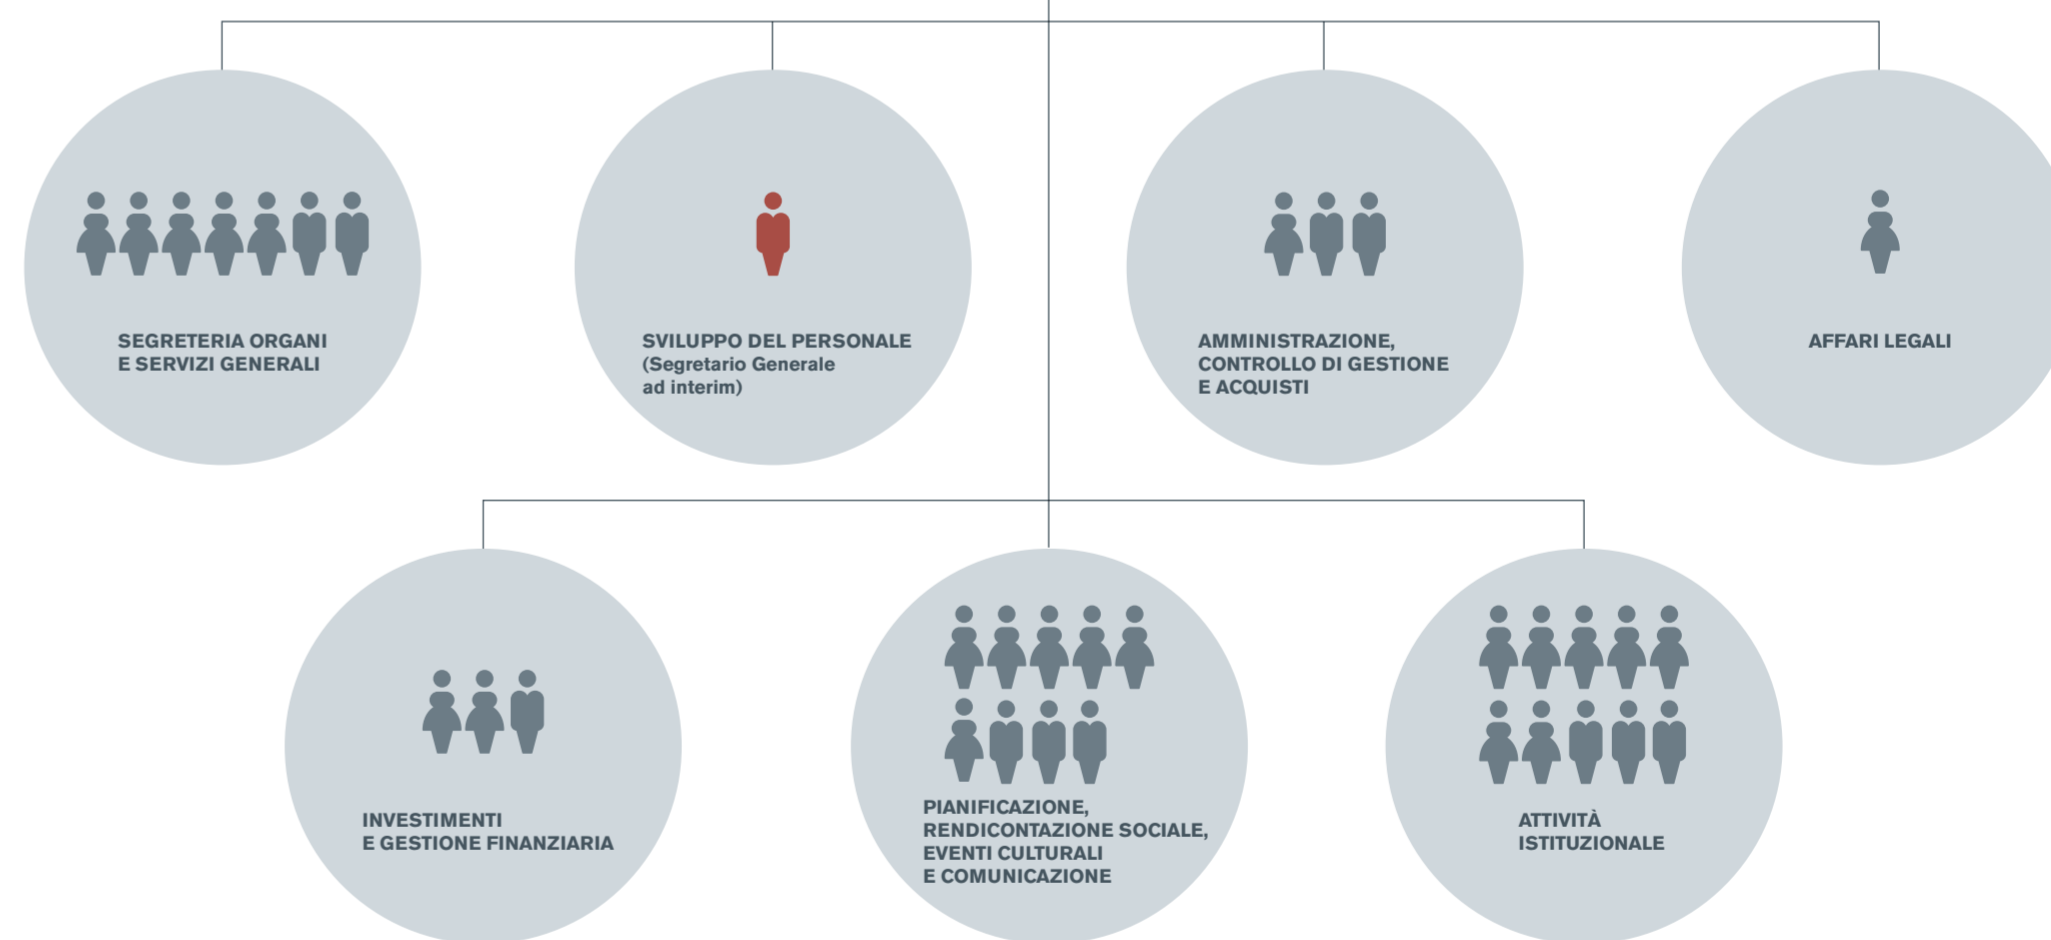 SEGRETERIA ORGANI
E SERVIZI GENERALI
SVILUPPO DEL PERSONALE
(Segretario Generale
ad interim)
AMMINISTRAZIONE,
CONTROLLO DI GESTIONE
E ACQUISTI
AFFARI LEGALI
INVESTIMENTI
E GESTIONE FINANZIARIA
PIANIFICAZIONE,
RENDICONTAZIONE SOCIALE,
EVENTI CULTURALI
E COMUNICAZIONE
ATTIVITÀ
ISTITUZIONALE